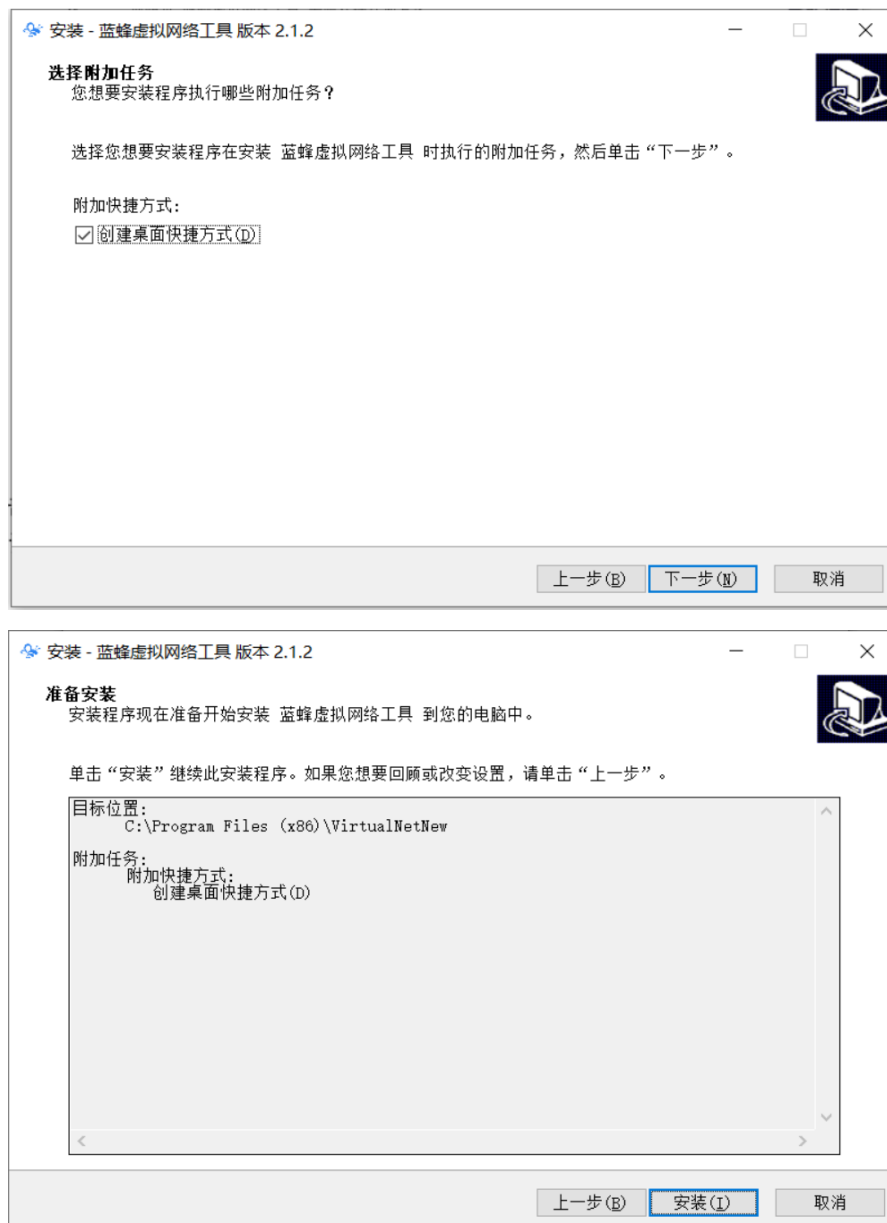 安装 - 蓝蜂虚拟网络工具 版本 2.1.2
选择附加任务
您想要安装程序执行哪些附加任务？
选择您想要安装程序在安装 蓝蜂虚拟网络工具 时执行的附加任务，然后单击“下一步”。
附加快捷方式:
创建桌面快捷方式(D)
上一步(B) 下一步(N) 取消
安装 - 蓝蜂虚拟网络工具 版本 2.1.2
准备安装
安装程序现在准备开始安装 蓝蜂虚拟网络工具 到您的电脑中。
单击“安装”继续此安装程序。如果您想要回顾或改变设置，请单击“上一步”。
目标位置:
C:\Program Files (x86)\VirtualNetNew
附加任务:
附加快捷方式:
创建桌面快捷方式(D)
上一步(B) 安装(I) 取消